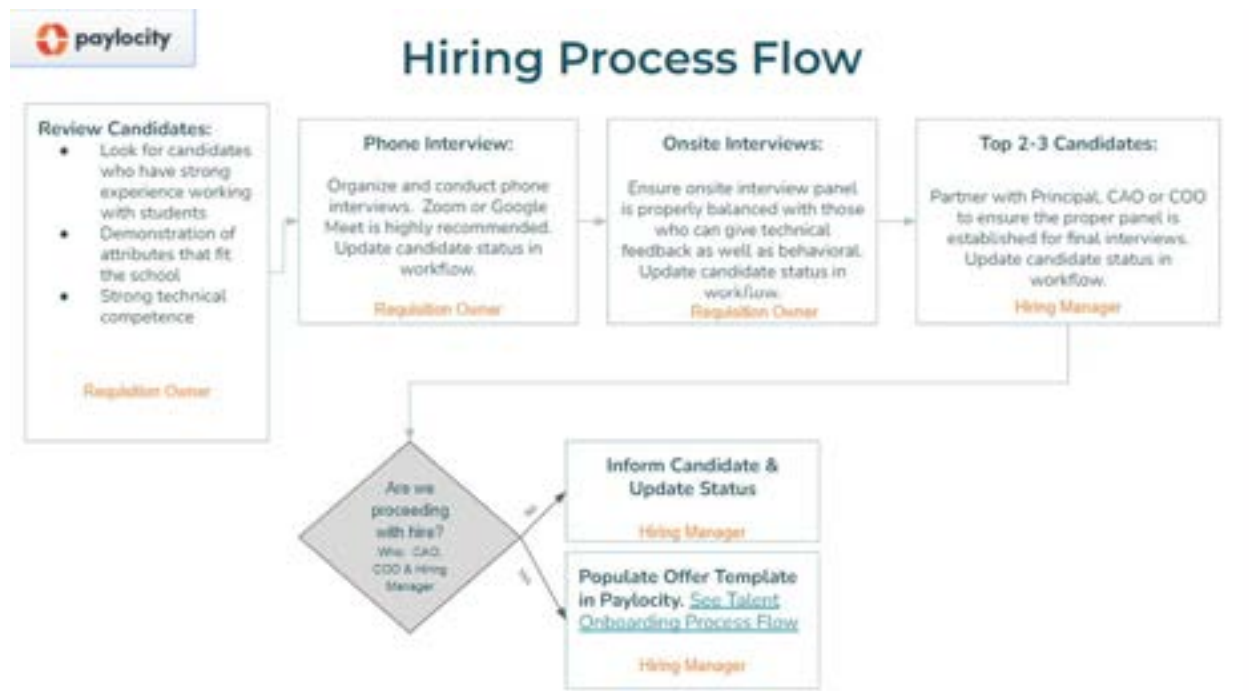 paylocity
Hiring Process Flow
Review Candidates:
● Look for candidates
who have strong
experience working
with students
● Demonstration of
attributes that fit
the school
● Strong technical
competence
Requisition Owner
Phone Interview:
Organize and conduct phone
interviews. Zoom or Google
Meet is highly recommended.
Update candidate status in
workflow.
Requisition Owner
Onsite Interviews:
Ensure onsite interview panel
is properly balanced with those
who can give technical
feedback as well as behavioral.
Update candidate status in
workflow.
Requisition Owner
Top 2-3 Candidates:
Partner with Principal, CAO or COO
to ensure the proper panel is
established for final interviews.
Update candidate status in
workflow.
Hiring Manager
Are we
proceeding
with hire?
Who: CAO,
COO & Hiring
Manager
No
Yes
Inform Candidate &
Update Status
Hiring Manager
Populate Offer Template
in Paylocity. See Talent
Onboarding Process Flow
Hiring Manager